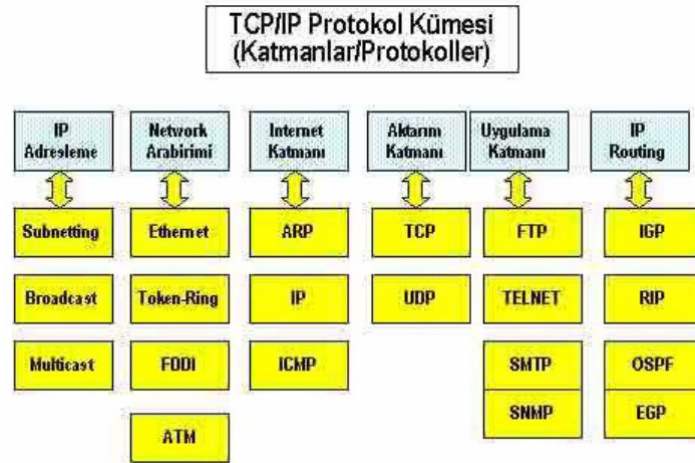 TCP/IP Protokol Kümesi
(Katmanlar/Protokoller)
IP
Adresleme
Network
Arabirimi
Internet
Katmanı
Aktarım
Katmanı
Uygulama
Katmanı
IP
Routing
Subnetting
Ethernet
ARP
TCP
FTP
IGP
Broadcast
Token-Ring
IP
UDP
TELNET
RIP
Multicast
FDDI
ICMP
SMTP
OSPF
SNMP
EGP
ATM